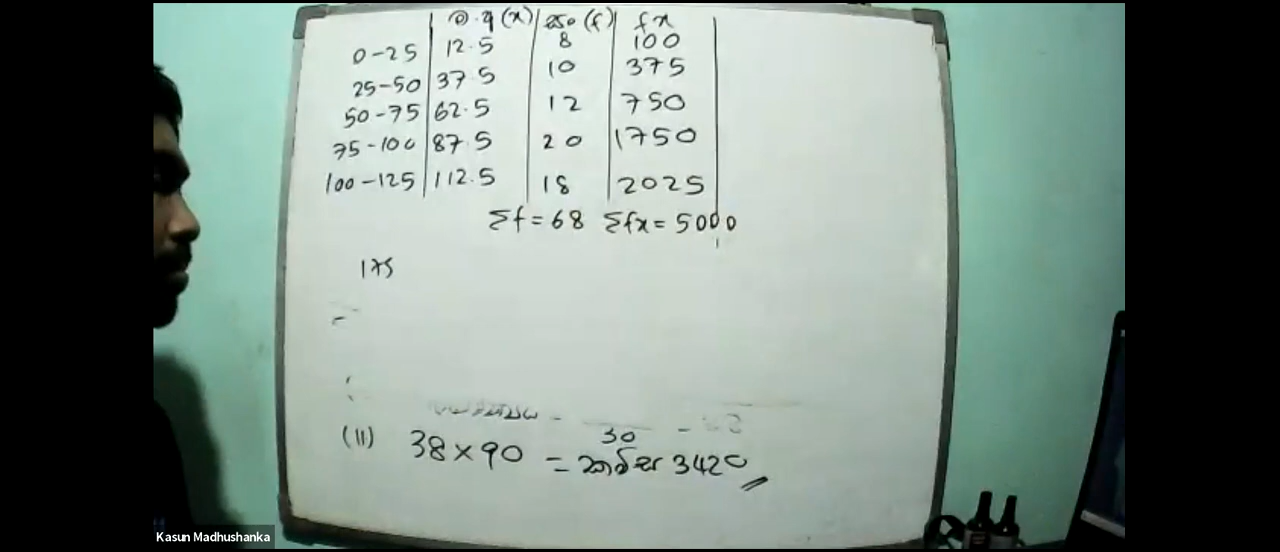 ම.අ (x) සං (f) fx
0-25 12.5 8 100
25-50 37.5 10 375
50-75 62.5 12 750
75-100 87.5 20 1750
100-125 112.5 18 2025
Σf = 68 Σfx = 5000
175
30
(II) 38 × 90 = 3420
Kasun Madhushanka